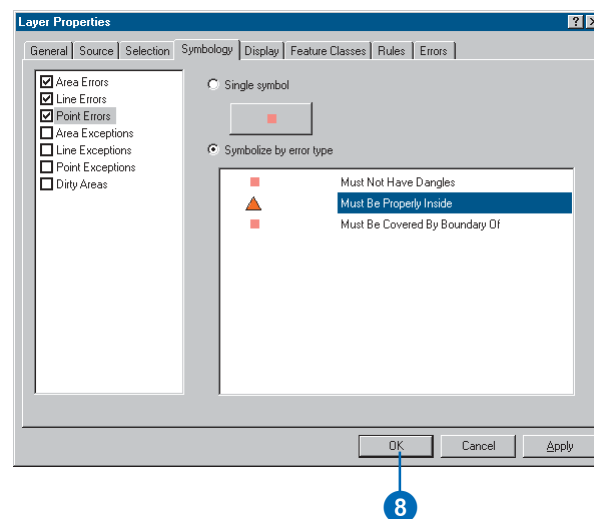 Layer Properties
General Source Selection Symbology Display Feature Classes Rules Errors
Area Errors
Line Errors
Point Errors
Area Exceptions
Line Exceptions
Point Exceptions
Dirty Areas
Single symbol
Symbolize by error type
Must Not Have Dangles
Must Be Properly Inside
Must Be Covered By Boundary Of
OK Cancel Apply
8